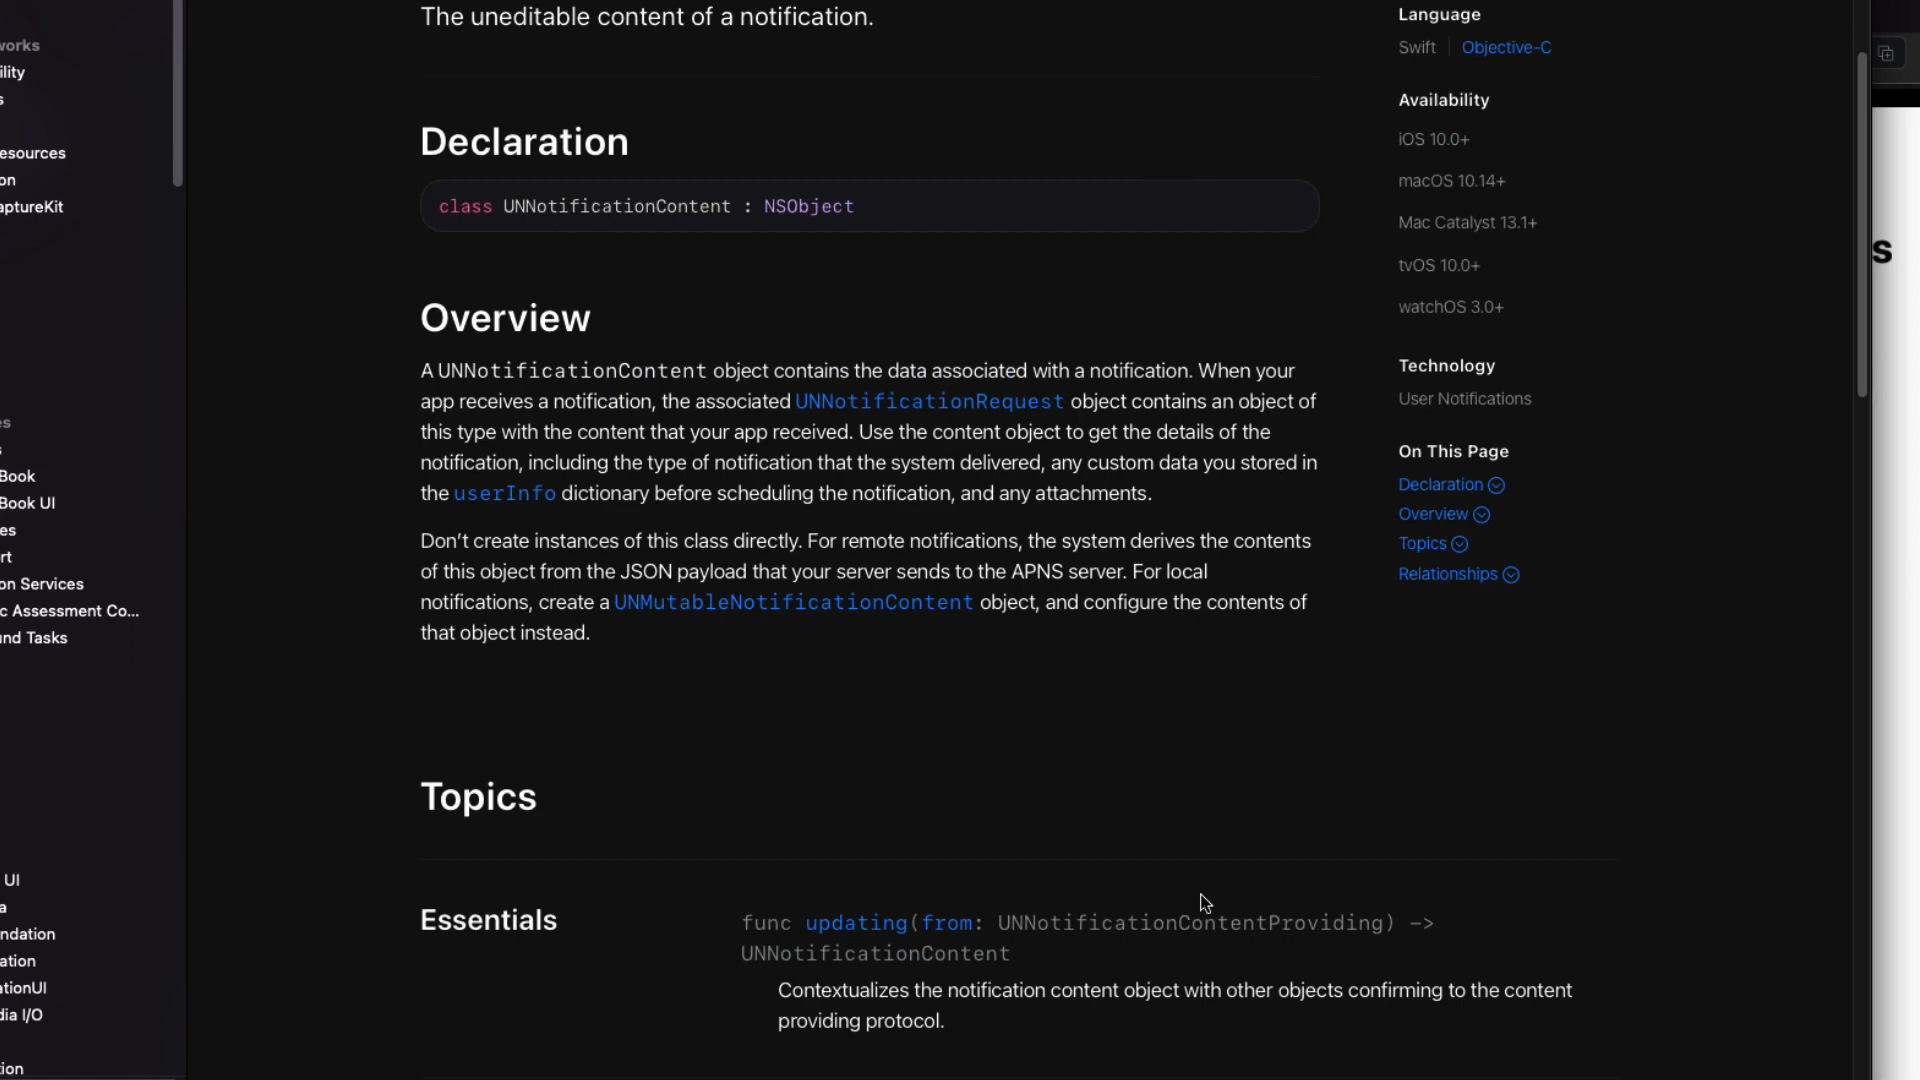 works
ility
s
esources
on
aptureKit
es
s
Book
Book UI
es
rt
on Services
c Assessment Co...
und Tasks
UI
a
ndation
ation
ationUI
dia I/O
tion
The uneditable content of a notification.
Declaration
class UNNotificationContent : NSObject
Overview
A UNNotificationContent object contains the data associated with a notification. When your
app receives a notification, the associated UNNotificationRequest object contains an object of
this type with the content that your app received. Use the content object to get the details of the
notification, including the type of notification that the system delivered, any custom data you stored in
the userInfo dictionary before scheduling the notification, and any attachments.
Don’t create instances of this class directly. For remote notifications, the system derives the contents
of this object from the JSON payload that your server sends to the APNS server. For local
notifications, create a UNMutableNotificationContent object, and configure the contents of
that object instead.
Topics
Essentials
func updating(from: UNNotificationContentProviding) ->
UNNotificationContent
Contextualizes the notification content object with other objects confirming to the content
providing protocol.
Language
Swift Objective-C
Availability
iOS 10.0+
macOS 10.14+
Mac Catalyst 13.1+
tvOS 10.0+
watchOS 3.0+
Technology
User Notifications
On This Page
Declaration
Overview
Topics
Relationships
s